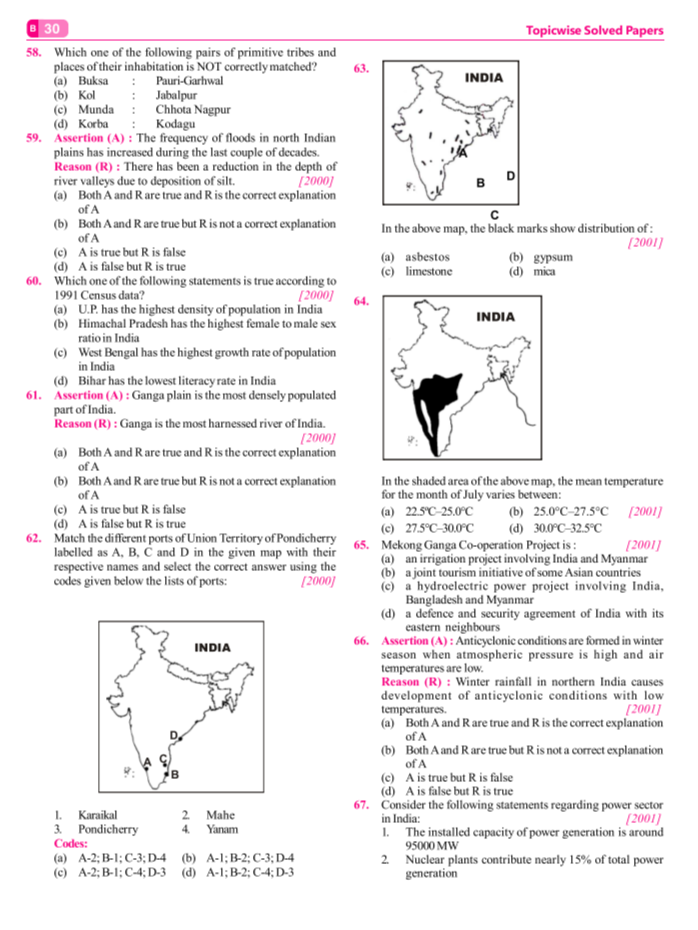 B 30
Topicwise Solved Papers
58. Which one of the following pairs of primitive tribes and
places of their inhabitation is NOT correctly matched?
(a) Buksa : Pauri-Garhwal
(b) Kol : Jabalpur
(c) Munda : Chhota Nagpur
(d) Korba : Kodagu
59. Assertion (A) : The frequency of floods in north Indian
plains has increased during the last couple of decades.
Reason (R) : There has been a reduction in the depth of
river valleys due to deposition of silt. [2000]
(a) Both A and R are true and R is the correct explanation
of A
(b) Both A and R are true but R is not a correct explanation
of A
(c) A is true but R is false
(d) A is false but R is true
60. Which one of the following statements is true according to
1991 Census data? [2000]
(a) U.P. has the highest density of population in India
(b) Himachal Pradesh has the highest female to male sex
ratio in India
(c) West Bengal has the highest growth rate of population
in India
(d) Bihar has the lowest literacy rate in India
61. Assertion (A) : Ganga plain is the most densely populated
part of India.
Reason (R) : Ganga is the most harnessed river of India.
[2000]
(a) Both A and R are true and R is the correct explanation
of A
(b) Both A and R are true but R is not a correct explanation
of A
(c) A is true but R is false
(d) A is false but R is true
62. Match the different ports of Union Territory of Pondicherry
labelled as A, B, C and D in the given map with their
respective names and select the correct answer using the
codes given below the lists of ports: [2000]
INDIA
D
A C
B
1. Karaikal 2. Mahe
3. Pondicherry 4. Yanam
Codes:
(a) A-2; B-1; C-3; D-4 (b) A-1; B-2; C-3; D-4
(c) A-2; B-1; C-4; D-3 (d) A-1; B-2; C-4; D-3
63.
INDIA
A
B
D
C
In the above map, the black marks show distribution of :
[2001]
(a) asbestos (b) gypsum
(c) limestone (d) mica
64.
INDIA
In the shaded area of the above map, the mean temperature
for the month of July varies between:
(a) 22.5°C–25.0°C (b) 25.0°C–27.5°C [2001]
(c) 27.5°C–30.0°C (d) 30.0°C–32.5°C
65. Mekong Ganga Co-operation Project is : [2001]
(a) an irrigation project involving India and Myanmar
(b) a joint tourism initiative of some Asian countries
(c) a hydroelectric power project involving India,
Bangladesh and Myanmar
(d) a defence and security agreement of India with its
eastern neighbours
66. Assertion (A) : Anticyclonic conditions are formed in winter
season when atmospheric pressure is high and air
temperatures are low.
Reason (R) : Winter rainfall in northern India causes
development of anticyclonic conditions with low
temperatures. [2001]
(a) Both A and R are true and R is the correct explanation
of A
(b) Both A and R are true but R is not a correct explanation
of A
(c) A is true but R is false
(d) A is false but R is true
67. Consider the following statements regarding power sector
in India: [2001]
1. The installed capacity of power generation is around
95000 MW
2. Nuclear plants contribute nearly 15% of total power
generation